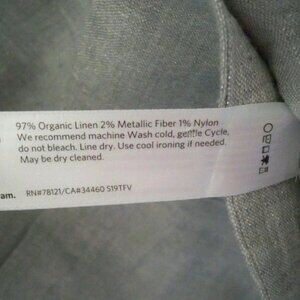 97% Organic Linen 2% Metallic Fiber 1% Nylon
We recommend machine Wash cold, gentle Cycle,
do not bleach. Line dry. Use cool ironing if needed.
May be dry cleaned.
RN#78121/CA#34460 S19TFV